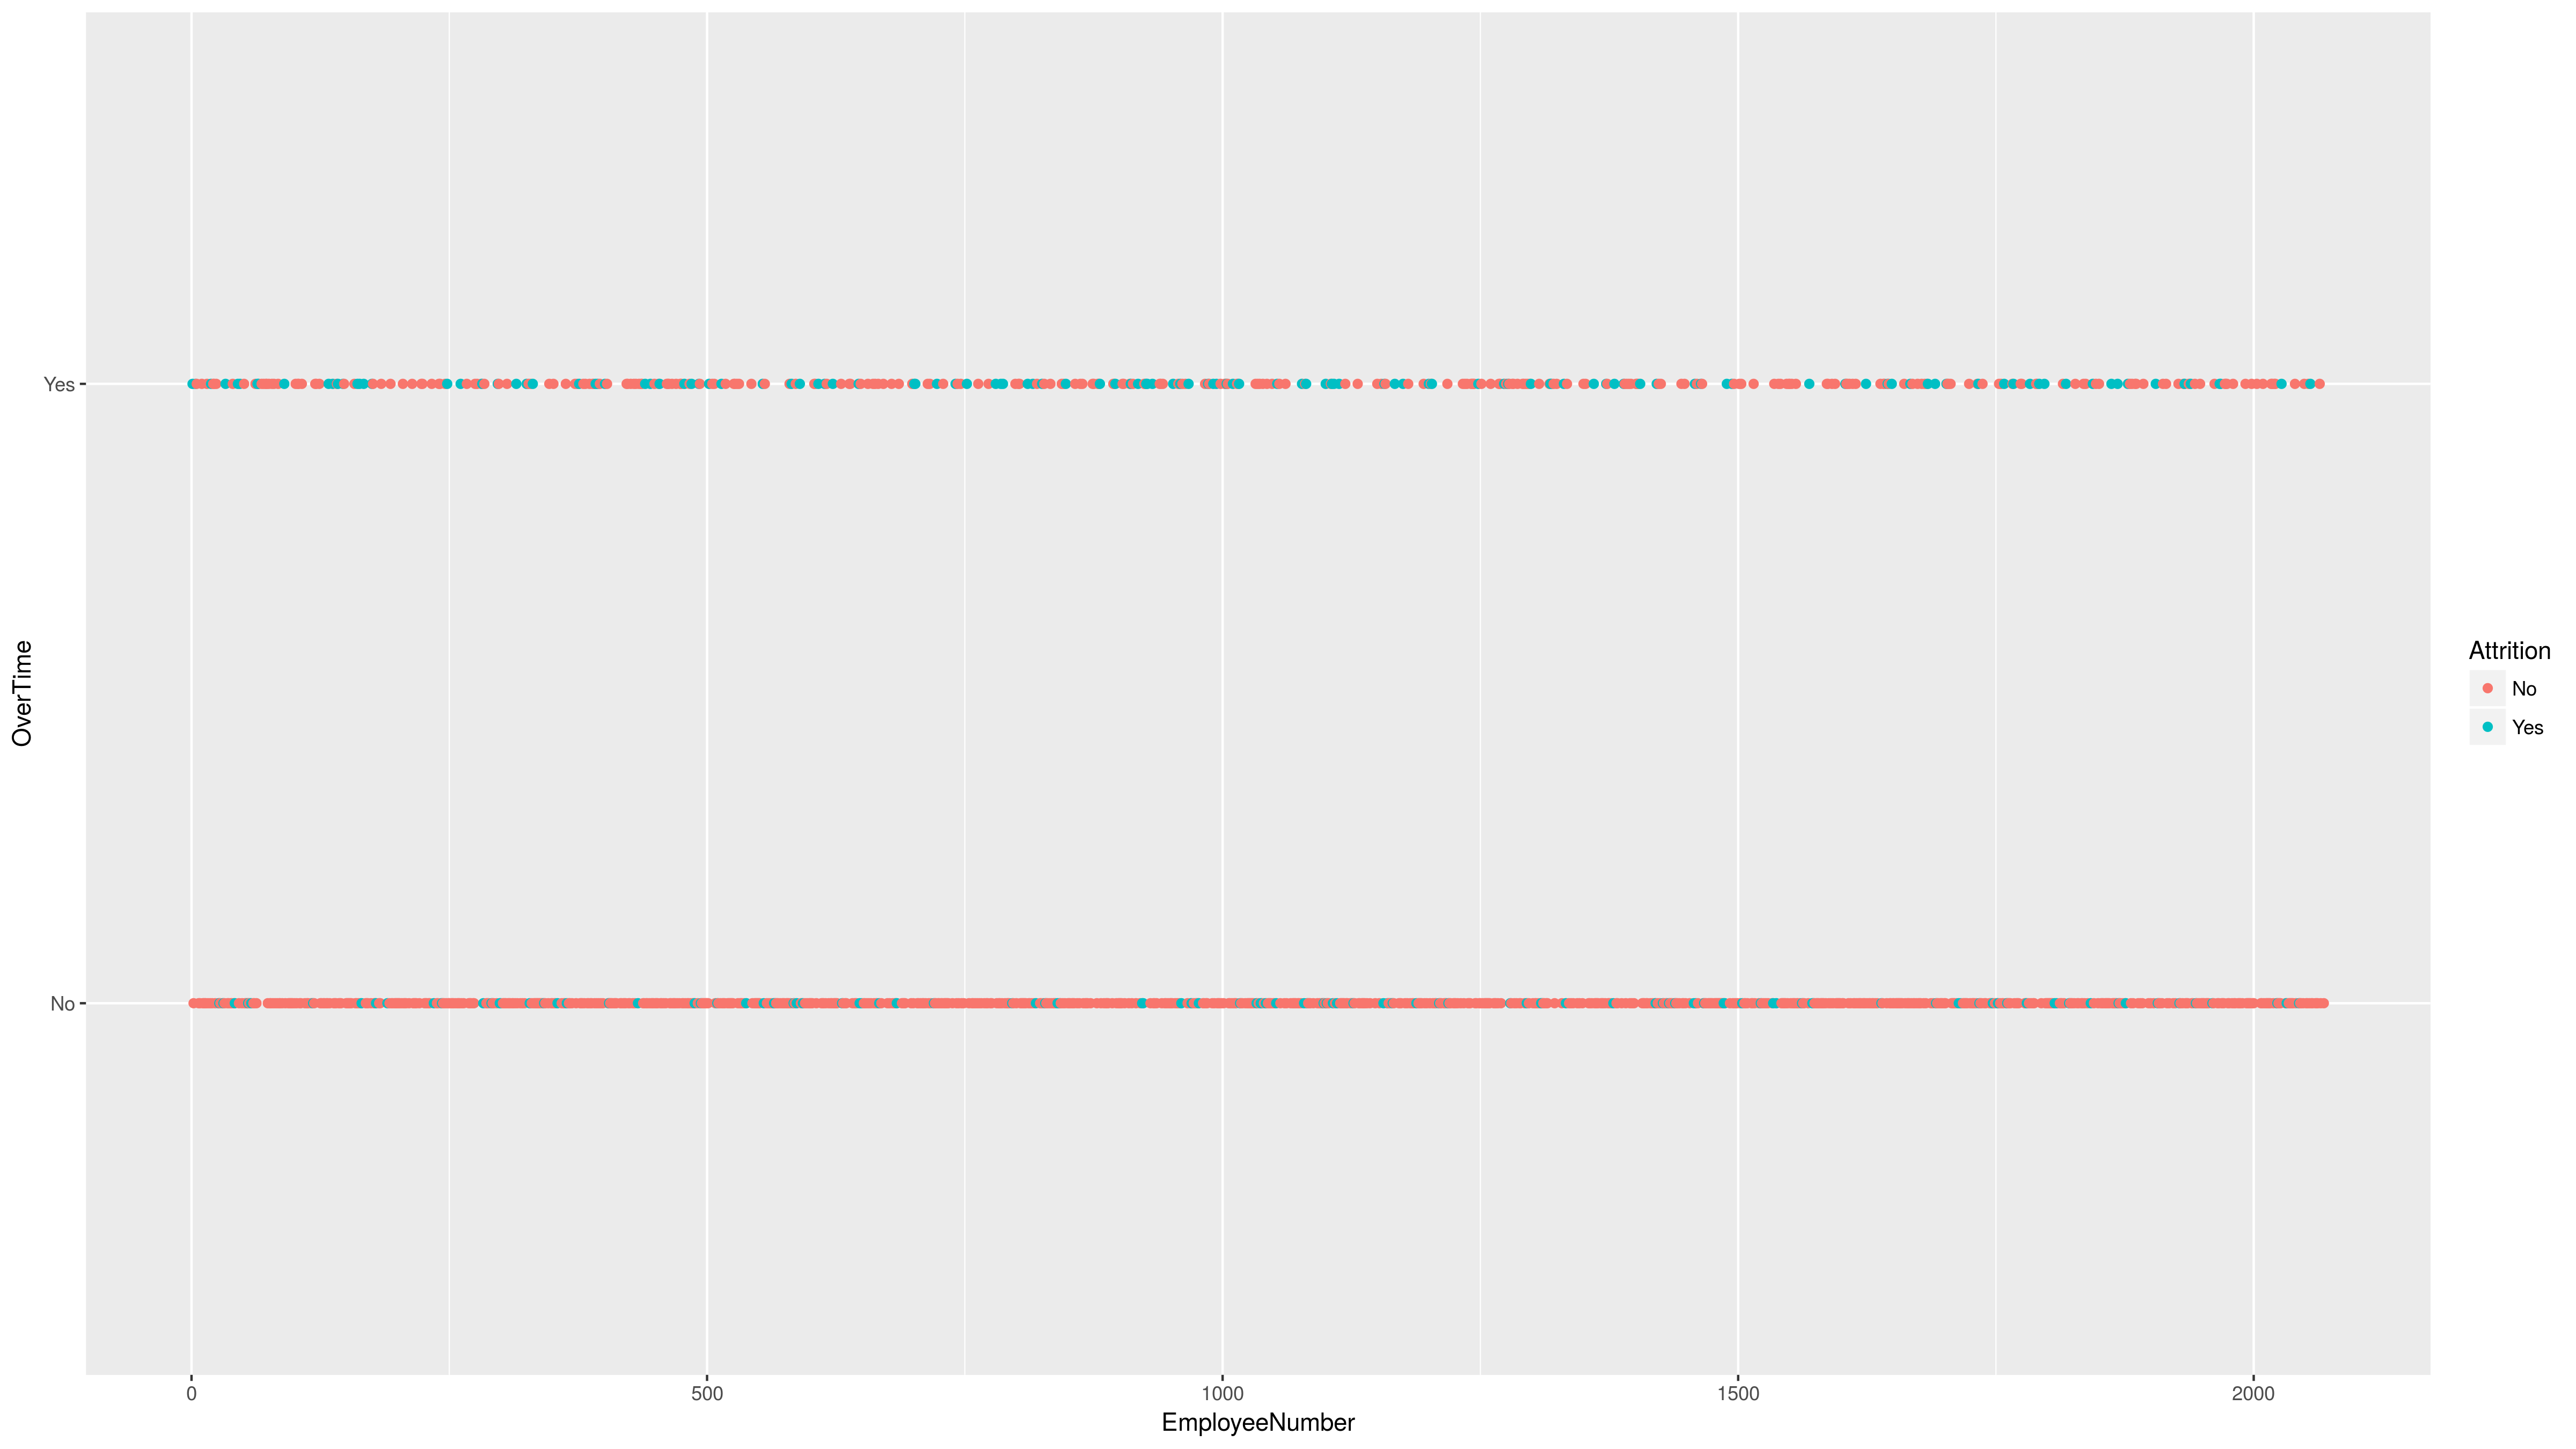 Yes
No
OverTime
0
500
1000
1500
2000
EmployeeNumber
Attrition
No
Yes